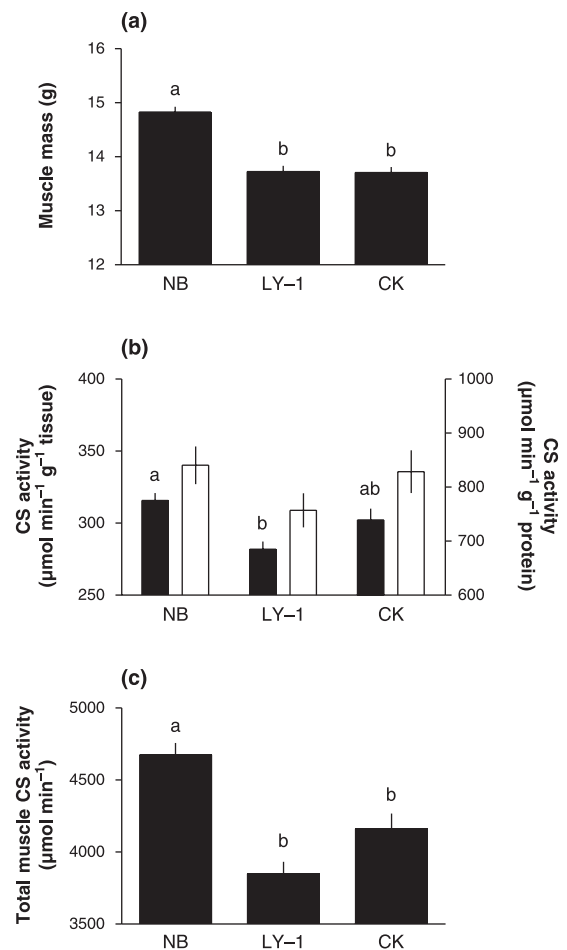 (a)
Muscle mass (g)
16
15
14
13
12
a
b
b
NB
LY–1
CK
(b)
CS activity
(μmol min⁻¹ g⁻¹ tissue)
400
350
300
250
a
b
ab
1000
900
800
700
600
CS activity
(μmol min⁻¹ g⁻¹ protein)
NB
LY–1
CK
(c)
Total muscle CS activity
(μmol min⁻¹)
5000
4500
4000
3500
a
b
b
NB
LY–1
CK